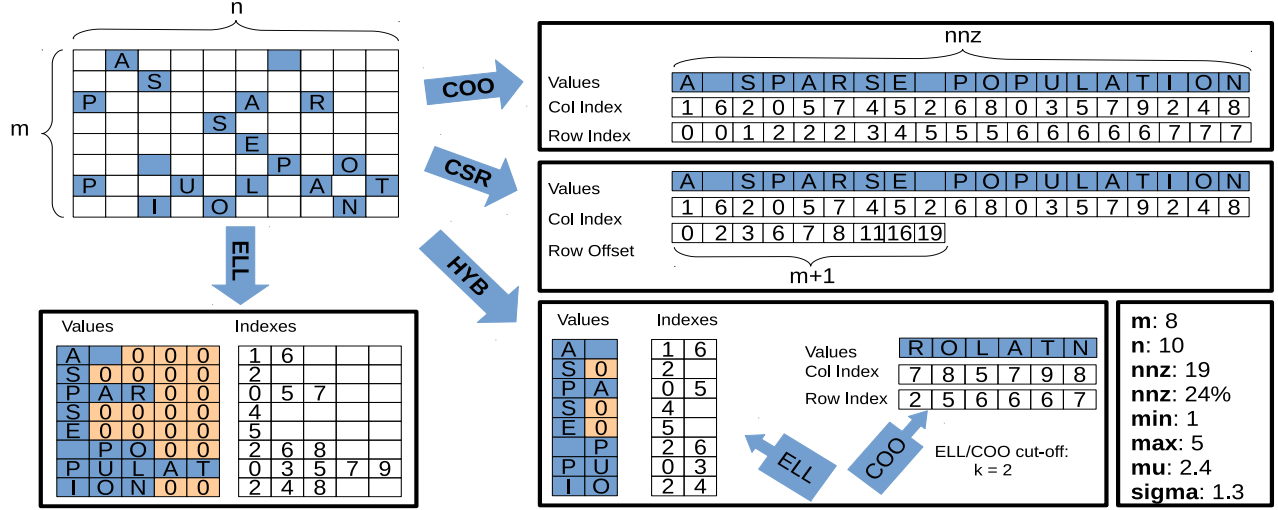 n
A
S
P A R
S
E
P O
P U L A T
I O N
m
COO
CSR
HYB
ELL
nnz
Values A S P A R S E P O P U L A T I O N
Col Index 1 6 2 0 5 7 4 5 2 6 8 0 3 5 7 9 2 4 8
Row Index 0 0 1 2 2 2 3 4 5 5 5 6 6 6 6 6 7 7 7
Values A S P A R S E P O P U L A T I O N
Col Index 1 6 2 0 5 7 4 5 2 6 8 0 3 5 7 9 2 4 8
Row Offset 0 2 3 6 7 8 11 16 19
m+1
Values Indexes
A 0 0 0 1 6
S 0 0 0 0 2
P A R 0 0 0 5 7
S 0 0 0 0 4
E 0 0 0 0 5
P O 0 0 2 6 8
P U L A T 0 3 5 7 9
I O N 0 0 2 4 8
Values Indexes
A 1 6
S 0 2
P A 0 5
S 0 4
E 0 5
P 2 6
P U 0 3
I O 2 4
ELL
COO
Values R O L A T N
Col Index 7 8 5 7 9 8
Row Index 2 5 6 6 6 7
ELL/COO cut-off:
k = 2
m: 8
n: 10
nnz: 19
nnz: 24%
min: 1
max: 5
mu: 2.4
sigma: 1.3